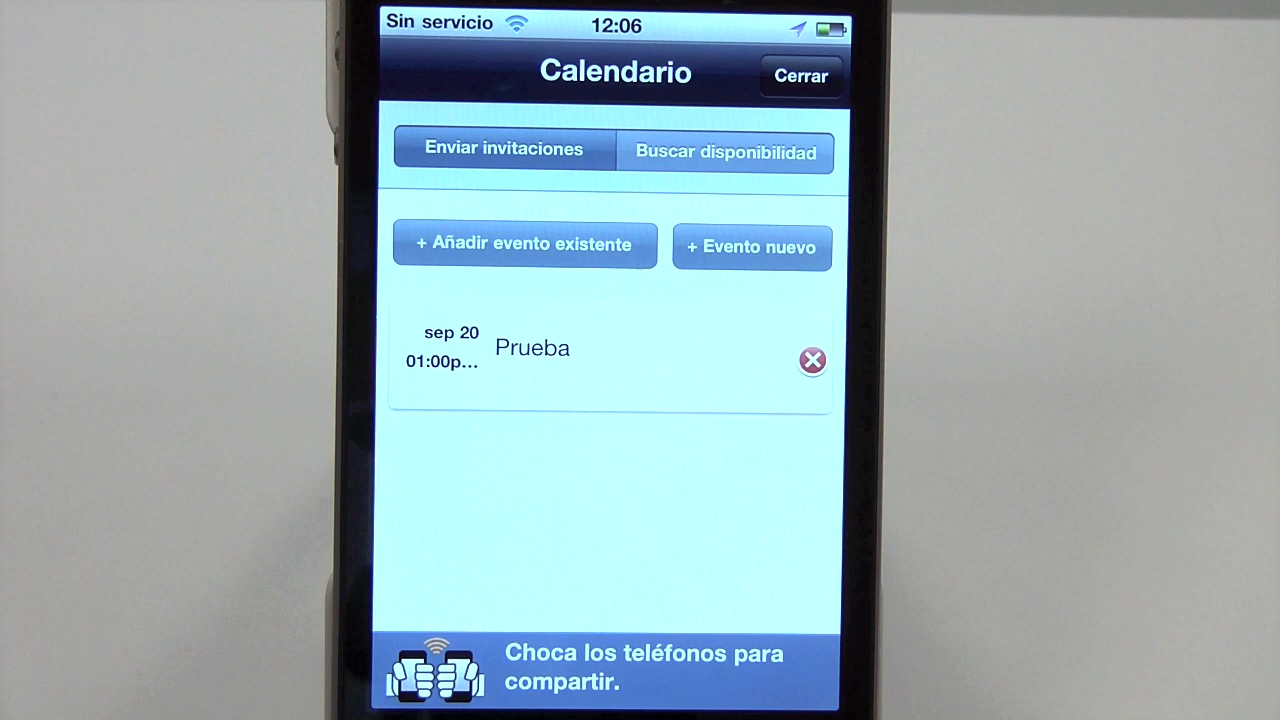 Sin servicio 12:06
Calendario Cerrar
Enviar invitaciones Buscar disponibilidad
+ Añadir evento existente + Evento nuevo
sep 20 Prueba
01:00p...
Choca los teléfonos para
compartir.